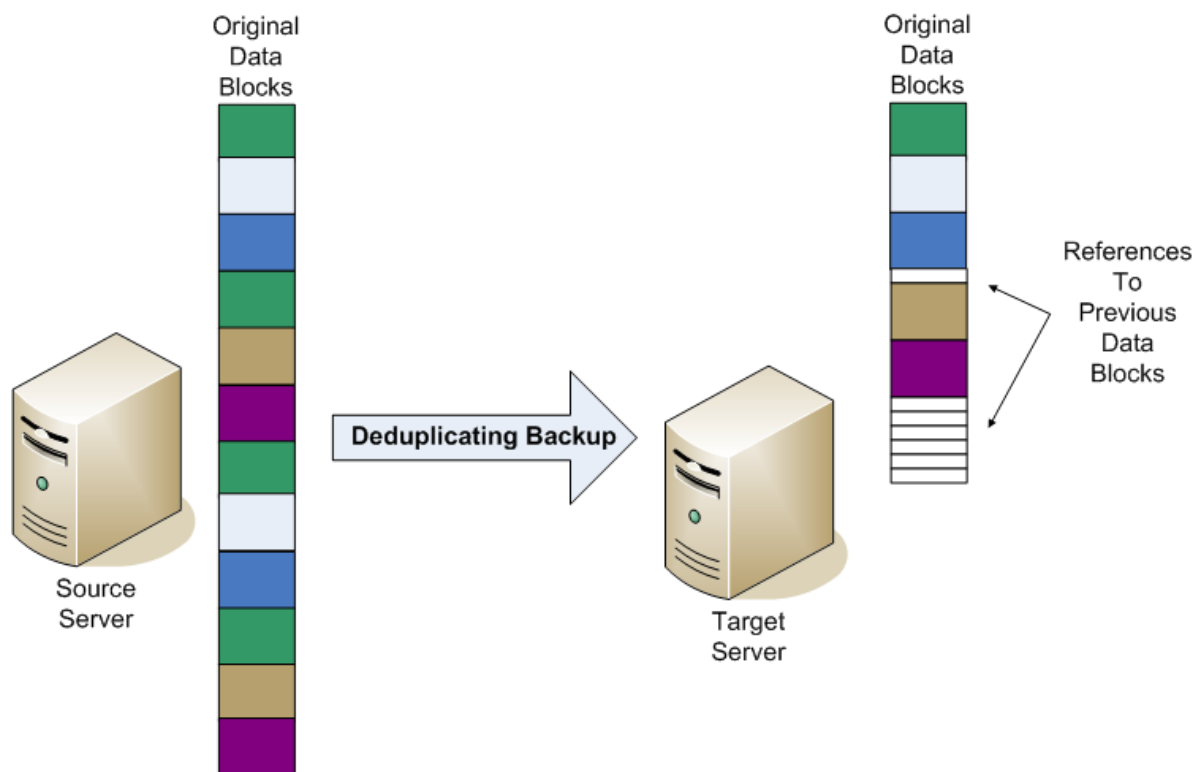 Original
Data
Blocks
Original
Data
Blocks
References
To
Previous
Data
Blocks
Deduplicating Backup
Source
Server
Target
Server